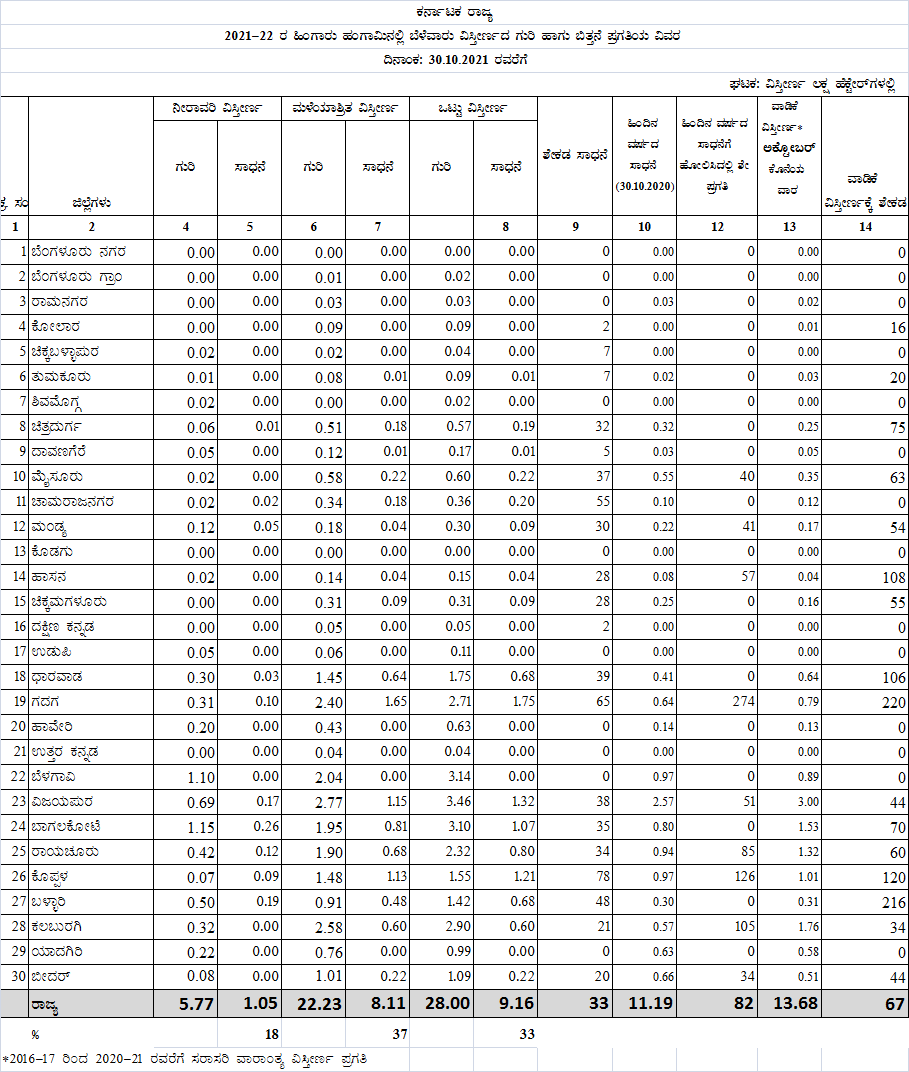 ಕರ್ನಾಟಕ ರಾಜ್ಯ
2021–22 ರ ಹಿಂಗಾರು ಹಂಗಾಮಿನಲ್ಲಿ ಬೆಳೆವಾರು ವಿಸ್ತೀರ್ಣದ ಗುರಿ ಹಾಗು ಬಿತ್ತನೆ ಪ್ರಗತಿಯ ವಿವರ
ದಿನಾಂಕ: 30.10.2021 ರವರೆಗೆ
ಘಟಕ: ವಿಸ್ತೀರ್ಣ ಲಕ್ಷ ಹೆಕ್ಟೇರ್‌ಗಳಲ್ಲಿ
ಕ್ರ ಸಂ ಜಿಲ್ಲೆಗಳು ನೀರಾವರಿ ವಿಸ್ತೀರ್ಣ ಮಳೆಯಾಶ್ರಿತ ವಿಸ್ತೀರ್ಣ ಒಟ್ಟು ವಿಸ್ತೀರ್ಣ ಶೇಕಡ ಸಾಧನೆ ಹಿಂದಿನ ವರ್ಷದ ಸಾಧನೆ (30.10.2020) ಹಿಂದಿನ ವರ್ಷದ ಸಾಧನೆಗೆ ಹೋಲಿಸಿದಲ್ಲಿ ಶೇ ಪ್ರಗತಿ ವಾಡಿಕೆ ವಿಸ್ತೀರ್ಣ* ಅಕ್ಟೋಬರ್ ಕೊನೆಯ ವಾರ ವಾಡಿಕೆ ವಿಸ್ತೀರ್ಣಕ್ಕೆ ಶೇಕಡ
ಗುರಿ ಸಾಧನೆ ಗುರಿ ಸಾಧನೆ ಗುರಿ ಸಾಧನೆ
1 2 4 5 6 7 8 9 10 12 13 14
1 ಬೆಂಗಳೂರು ನಗರ 0.00 0.00 0.00 0.00 0.00 0.00 0 0.00 0 0.00 0
2 ಬೆಂಗಳೂರು ಗ್ರಾಂ 0.00 0.00 0.01 0.00 0.02 0.00 0 0.00 0 0.00 0
3 ರಾಮನಗರ 0.00 0.00 0.03 0.00 0.03 0.00 0 0.03 0 0.02 0
4 ಕೋಲಾರ 0.00 0.00 0.09 0.00 0.09 0.00 2 0.00 0 0.01 16
5 ಚಿಕ್ಕಬಳ್ಳಾಪುರ 0.02 0.00 0.02 0.00 0.04 0.00 7 0.00 0 0.00 0
6 ತುಮಕೂರು 0.01 0.00 0.08 0.01 0.09 0.01 7 0.02 0 0.03 20
7 ಶಿವಮೊಗ್ಗ 0.02 0.00 0.00 0.00 0.02 0.00 0 0.00 0 0.00 0
8 ಚಿತ್ರದುರ್ಗ 0.06 0.01 0.51 0.18 0.57 0.19 32 0.32 0 0.25 75
9 ದಾವಣಗೆರೆ 0.05 0.00 0.12 0.01 0.17 0.01 5 0.03 0 0.05 0
10 ಮೈಸೂರು 0.02 0.00 0.58 0.22 0.60 0.22 37 0.55 40 0.35 63
11 ಚಾಮರಾಜನಗರ 0.02 0.02 0.34 0.18 0.36 0.20 55 0.10 0 0.12 0
12 ಮಂಡ್ಯ 0.12 0.05 0.18 0.04 0.30 0.09 30 0.22 41 0.17 54
13 ಕೊಡಗು 0.00 0.00 0.00 0.00 0.00 0.00 0 0.00 0 0.00 0
14 ಹಾಸನ 0.02 0.00 0.14 0.04 0.15 0.04 28 0.08 57 0.04 108
15 ಚಿಕ್ಕಮಗಳೂರು 0.00 0.00 0.31 0.09 0.31 0.09 28 0.25 0 0.16 55
16 ದಕ್ಷಿಣ ಕನ್ನಡ 0.00 0.00 0.05 0.00 0.05 0.00 2 0.00 0 0.00 0
17 ಉಡುಪಿ 0.05 0.00 0.06 0.00 0.11 0.00 0 0.00 0 0.00 0
18 ಧಾರವಾಡ 0.30 0.03 1.45 0.64 1.75 0.68 39 0.41 0 0.64 106
19 ಗದಗ 0.31 0.10 2.40 1.65 2.71 1.75 65 0.64 274 0.79 220
20 ಹಾವೇರಿ 0.20 0.00 0.43 0.00 0.63 0.00 0 0.14 0 0.13 0
21 ಉತ್ತರ ಕನ್ನಡ 0.00 0.00 0.04 0.00 0.04 0.00 0 0.00 0 0.00 0
22 ಬೆಳಗಾವಿ 1.10 0.00 2.04 0.00 3.14 0.00 0 0.97 0 0.89 0
23 ವಿಜಯಪುರ 0.69 0.17 2.77 1.15 3.46 1.32 38 2.57 51 3.00 44
24 ಬಾಗಲಕೋಟೆ 1.15 0.26 1.95 0.81 3.10 1.07 35 0.80 0 1.53 70
25 ರಾಯಚೂರು 0.42 0.12 1.90 0.68 2.32 0.80 34 0.94 85 1.32 60
26 ಕೊಪ್ಪಳ 0.07 0.09 1.48 1.13 1.55 1.21 78 0.97 126 1.01 120
27 ಬಳ್ಳಾರಿ 0.50 0.19 0.91 0.48 1.42 0.68 48 0.30 0 0.31 216
28 ಕಲಬುರಗಿ 0.32 0.00 2.58 0.60 2.90 0.60 21 0.57 105 1.76 34
29 ಯಾದಗಿರಿ 0.22 0.00 0.76 0.00 0.99 0.00 0 0.63 0 0.58 0
30 ಬೀದರ್ 0.08 0.00 1.01 0.22 1.09 0.22 20 0.66 34 0.51 44
ರಾಜ್ಯ 5.77 1.05 22.23 8.11 28.00 9.16 33 11.19 82 13.68 67
% 18 37 33
*2016–17 ರಿಂದ 2020–21 ರವರೆಗೆ ಸರಾಸರಿ ವಾರಾಂತ್ಯ ವಿಸ್ತೀರ್ಣ ಪ್ರಗತಿ